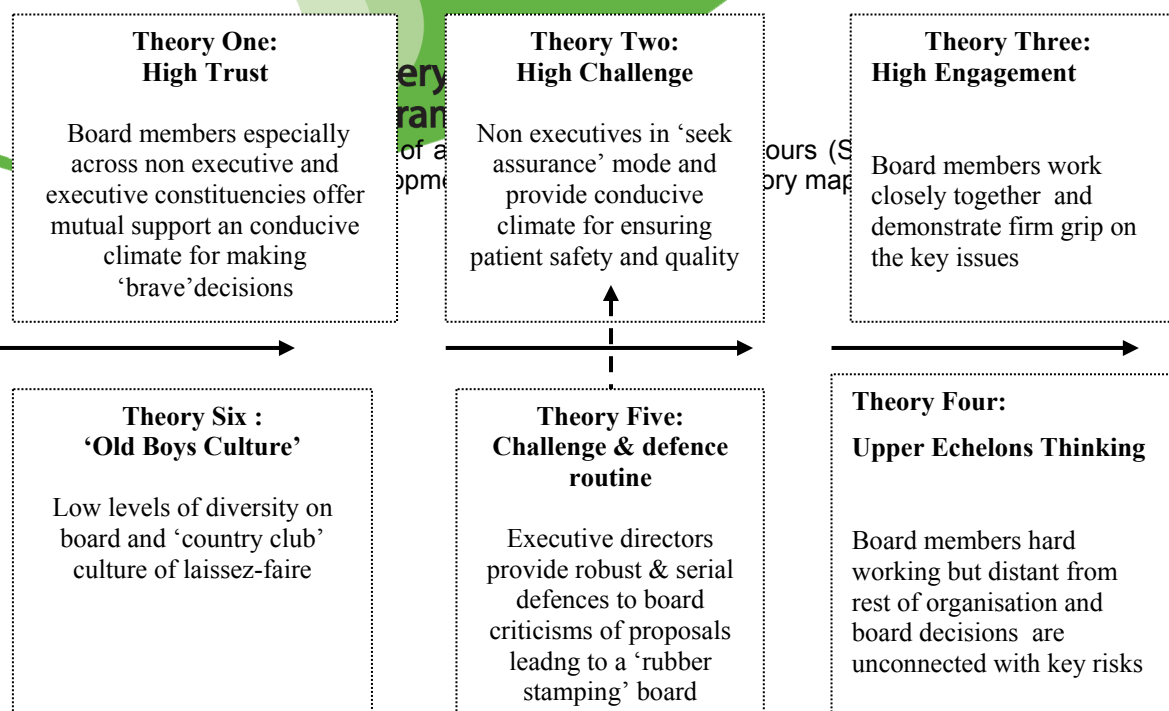 Theory One:
High Trust
Board members especially
across non executive and
executive constituencies offer
mutual support an conducive
climate for making
‘brave’decisions
Theory Two:
High Challenge
Non executives in ‘seek
assurance’ mode and
provide conducive
climate for ensuring
patient safety and quality
Theory Three:
High Engagement
Board members work
closely together and
demonstrate firm grip on
the key issues
of a
ours (S
ory map
Theory Six :
‘Old Boys Culture’
Low levels of diversity on
board and ‘country club’
culture of laissez-faire
Theory Five:
Challenge & defence
routine
Executive directors
provide robust & serial
defences to board
criticisms of proposals
leadng to a ‘rubber
stamping’ board
Theory Four:
Upper Echelons Thinking
Board members hard
working but distant from
rest of organisation and
board decisions are
unconnected with key risks